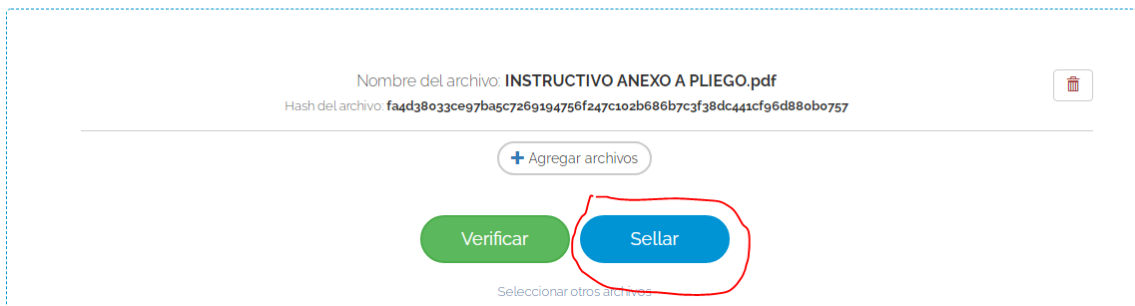 Nombre del archivo: INSTRUCTIVO ANEXO A PLIEGO.pdf
Hash del archivo: fa4d38033ce97ba5c7269194756f247c102b686b7c3f38dc441cf96d880b0757
+ Agregar archivos
Verificar Sellar
Seleccionar otros archivos